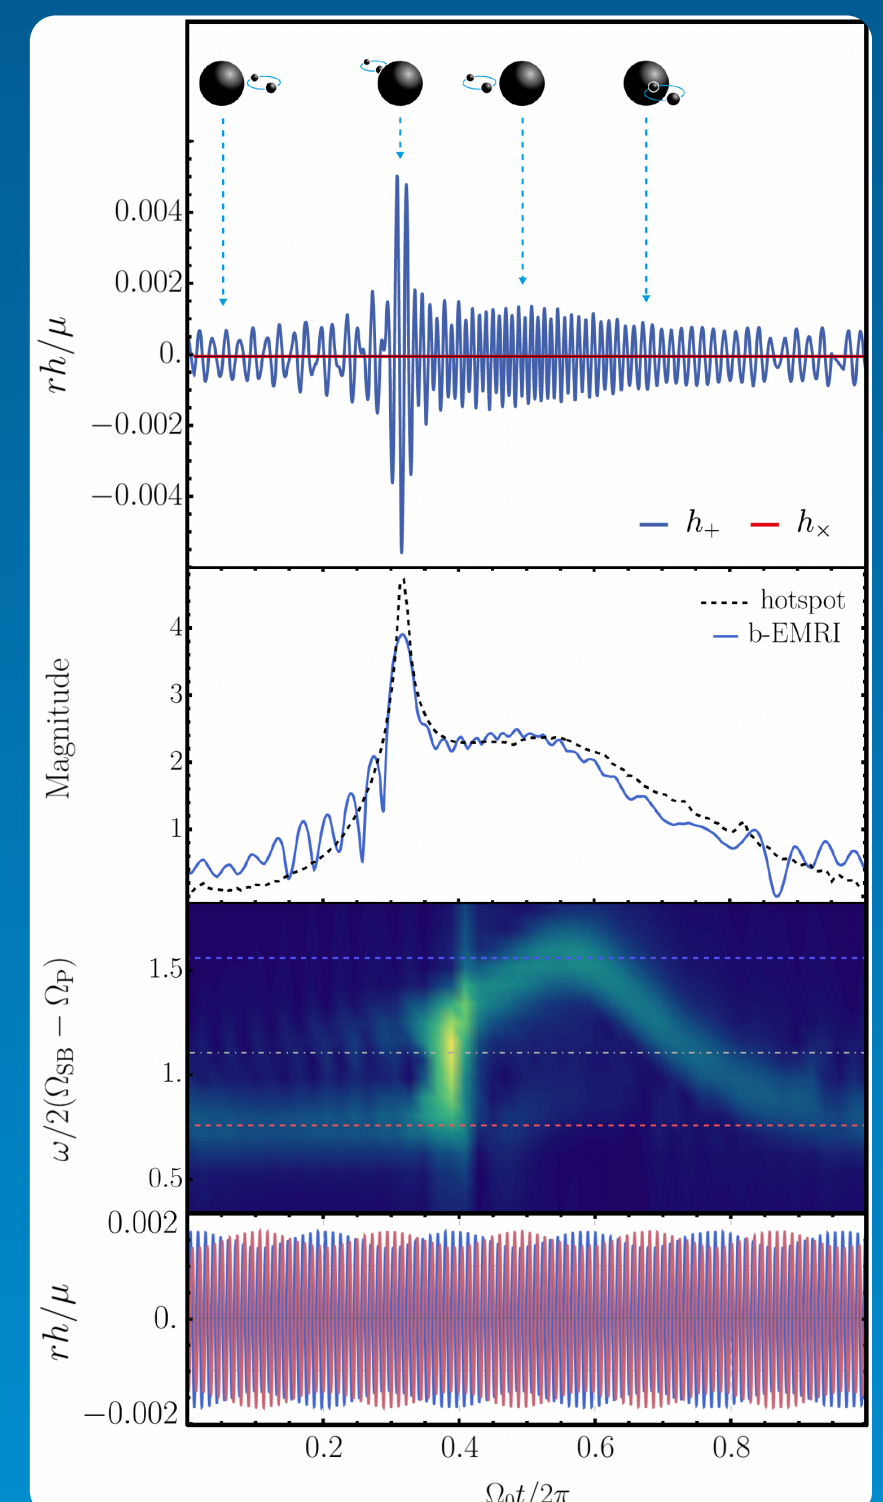 0.004
0.002
0.
−0.002
−0.004
rh/μ
h₊
h×
hotspot
b-EMRI
4
3
2
1
Magnitude
1.5
1.
0.5
ω/2(Ω_SB − Ω_P)
0.002
0.
−0.002
rh/μ
0.2 0.4 0.6 0.8
Ω₀t/2π